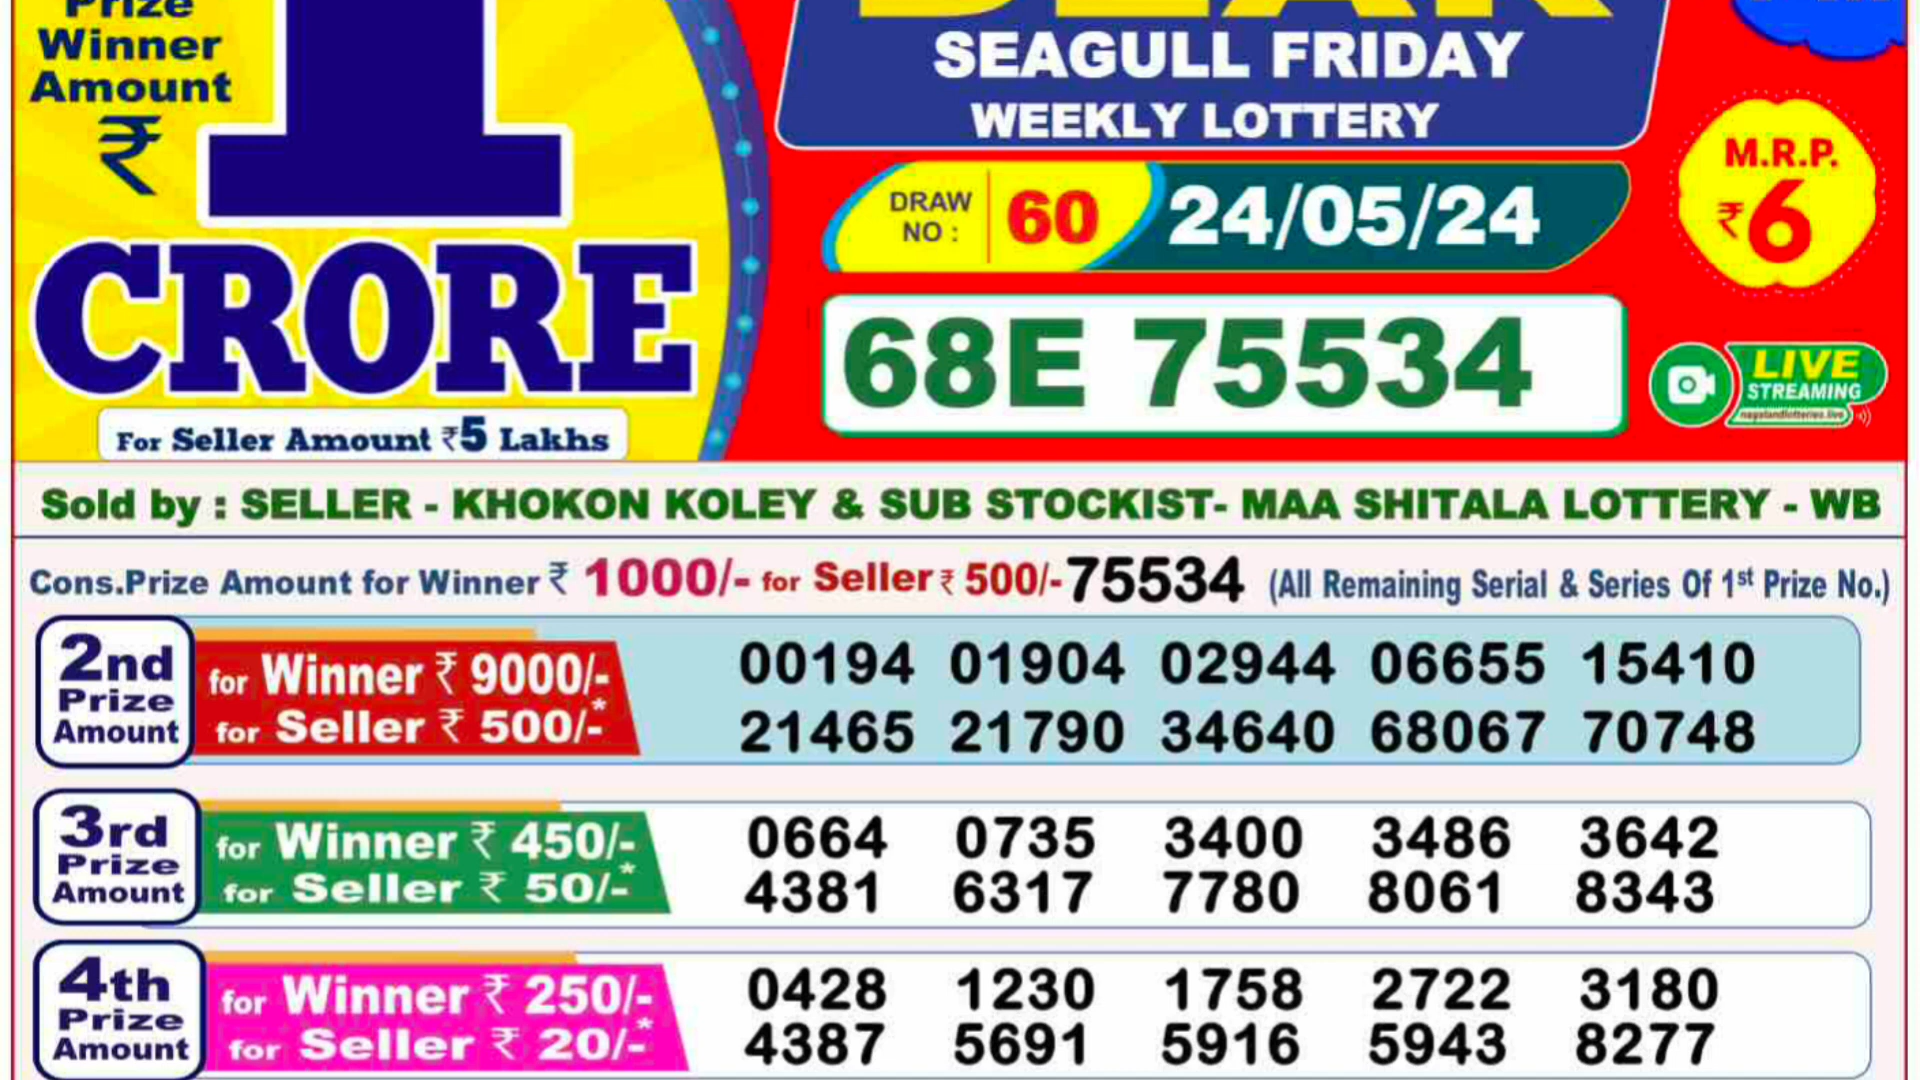 Prize
Winner
Amount
₹
1
CRORE
For Seller Amount ₹5 Lakhs
DEAR
SEAGULL FRIDAY
WEEKLY LOTTERY
DRAW NO : 60 24/05/24
68E 75534
M.R.P.
₹6
LIVE
STREAMING
nagalandlotteries.live
Sold by : SELLER - KHOKON KOLEY & SUB STOCKIST- MAA SHITALA LOTTERY - WB
Cons.Prize Amount for Winner ₹ 1000/- for Seller ₹ 500/- 75534 (All Remaining Serial & Series Of 1st Prize No.)
2nd Prize Amount
for Winner ₹ 9000/-
for Seller ₹ 500/-*
00194 01904 02944 06655 15410
21465 21790 34640 68067 70748
3rd Prize Amount
for Winner ₹ 450/-
for Seller ₹ 50/-*
0664 0735 3400 3486 3642
4381 6317 7780 8061 8343
4th Prize Amount
for Winner ₹ 250/-
for Seller ₹ 20/-*
0428 1230 1758 2722 3180
4387 5691 5916 5943 8277